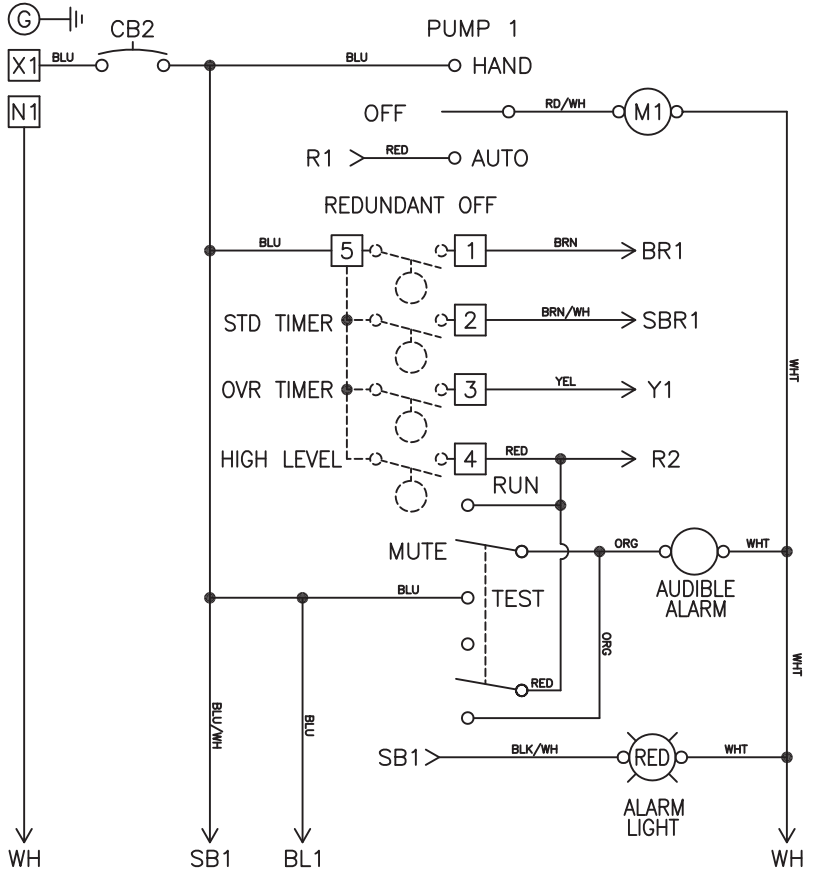 G
CB2
PUMP 1
X1
BLU
BLU
HAND
N1
OFF
RD/WH
M1
R1
RED
AUTO
REDUNDANT OFF
BLU
5
1
BRN
BR1
STD TIMER
2
BRN/WH
SBR1
OVR TIMER
3
YEL
Y1
WHT
HIGH LEVEL
4
RED
R2
RUN
MUTE
ORG
WHT
AUDIBLE
ALARM
BLU
TEST
ORG
WHT
RED
BLU/WH
BLU
SB1
BLK/WH
RED
WHT
ALARM
LIGHT
WH
SB1
BL1
WH